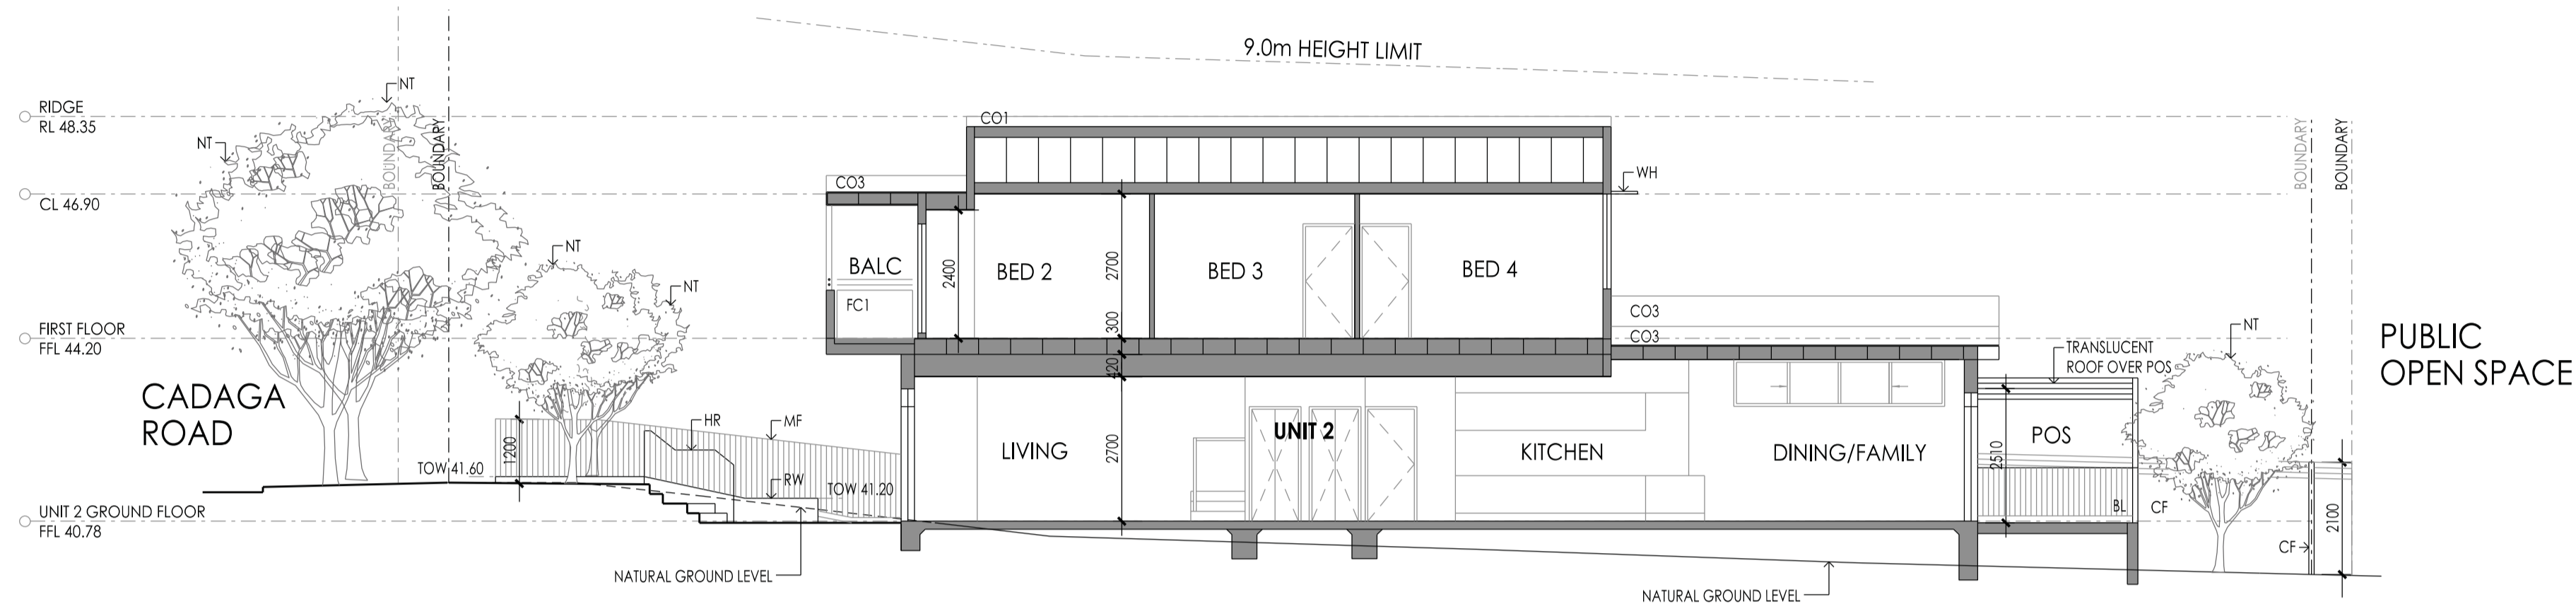 9.0m HEIGHT LIMIT
RIDGE
RL 48.35
CL 46.90
FIRST FLOOR
FFL 44.20
UNIT 2 GROUND FLOOR
FFL 40.78
CADAGA
ROAD
NT
NT
NT
NT
BOUNDARY
BOUNDARY
CO1
CO3
WH
BALC
FC1
2400
BED 2
2700
300
420
BED 3
BED 4
CO3
CO3
1200
TOW 41.60
HR
MF
RW
TOW 41.20
NATURAL GROUND LEVEL
LIVING
2700
UNIT 2
KITCHEN
DINING/FAMILY
2510
POS
TRANSLUCENT
ROOF OVER POS
NT
BL
CF
CF
2100
BOUNDARY
BOUNDARY
NATURAL GROUND LEVEL
PUBLIC
OPEN SPACE